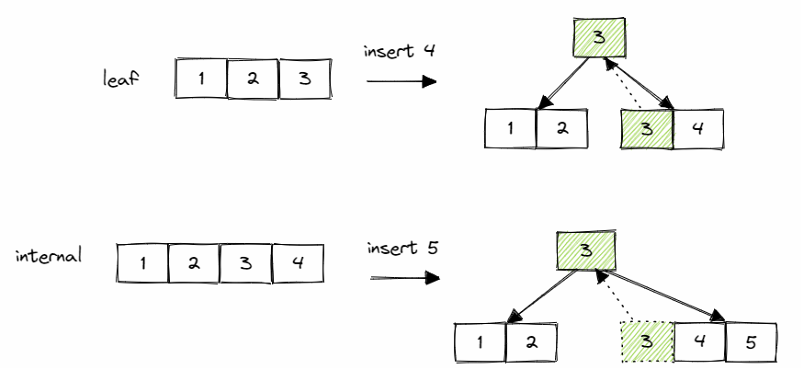 3
insert 4
leaf 1 2 3
1 2 3 4
3
insert 5
internal 1 2 3 4
1 2 3 4 5